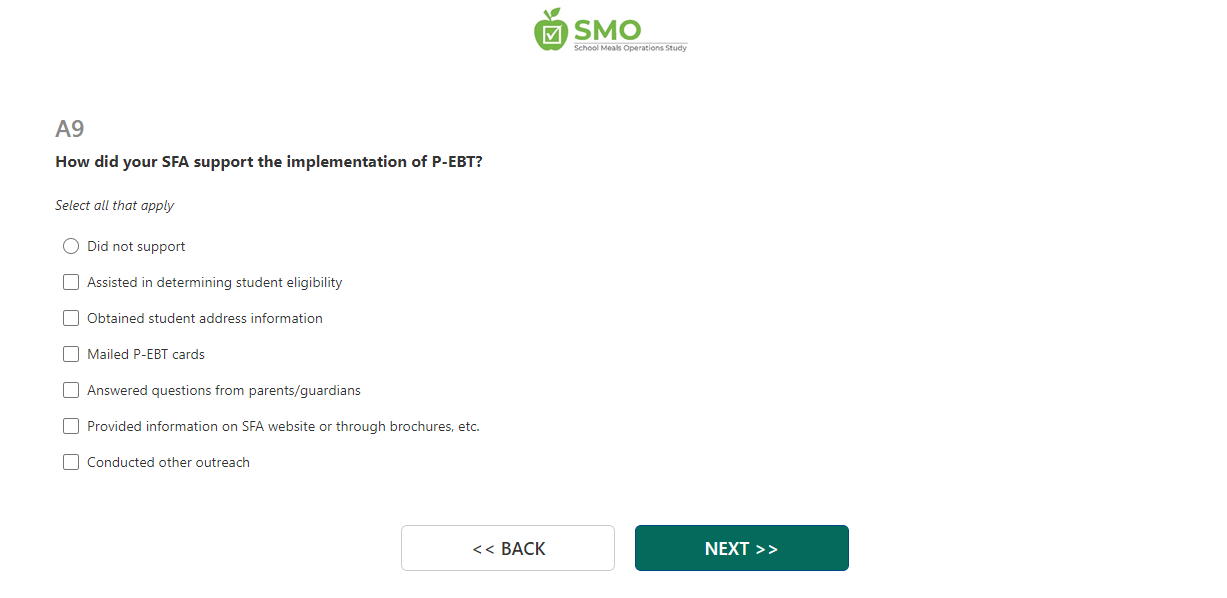 SMO
School Meals Operations Study
A9
How did your SFA support the implementation of P-EBT?
Select all that apply
Did not support
Assisted in determining student eligibility
Obtained student address information
Mailed P-EBT cards
Answered questions from parents/guardians
Provided information on SFA website or through brochures, etc.
Conducted other outreach
<< BACK
NEXT >>